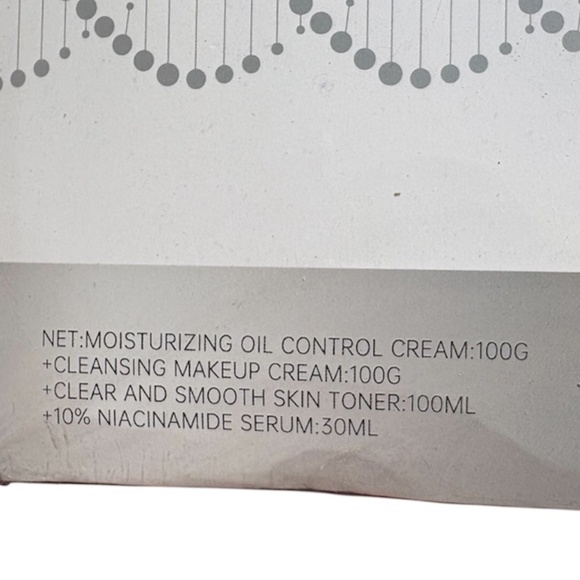 NET:MOISTURIZING OIL CONTROL CREAM:100G
+CLEANSING MAKEUP CREAM:100G
+CLEAR AND SMOOTH SKIN TONER:100ML
+10% NIACINAMIDE SERUM:30ML